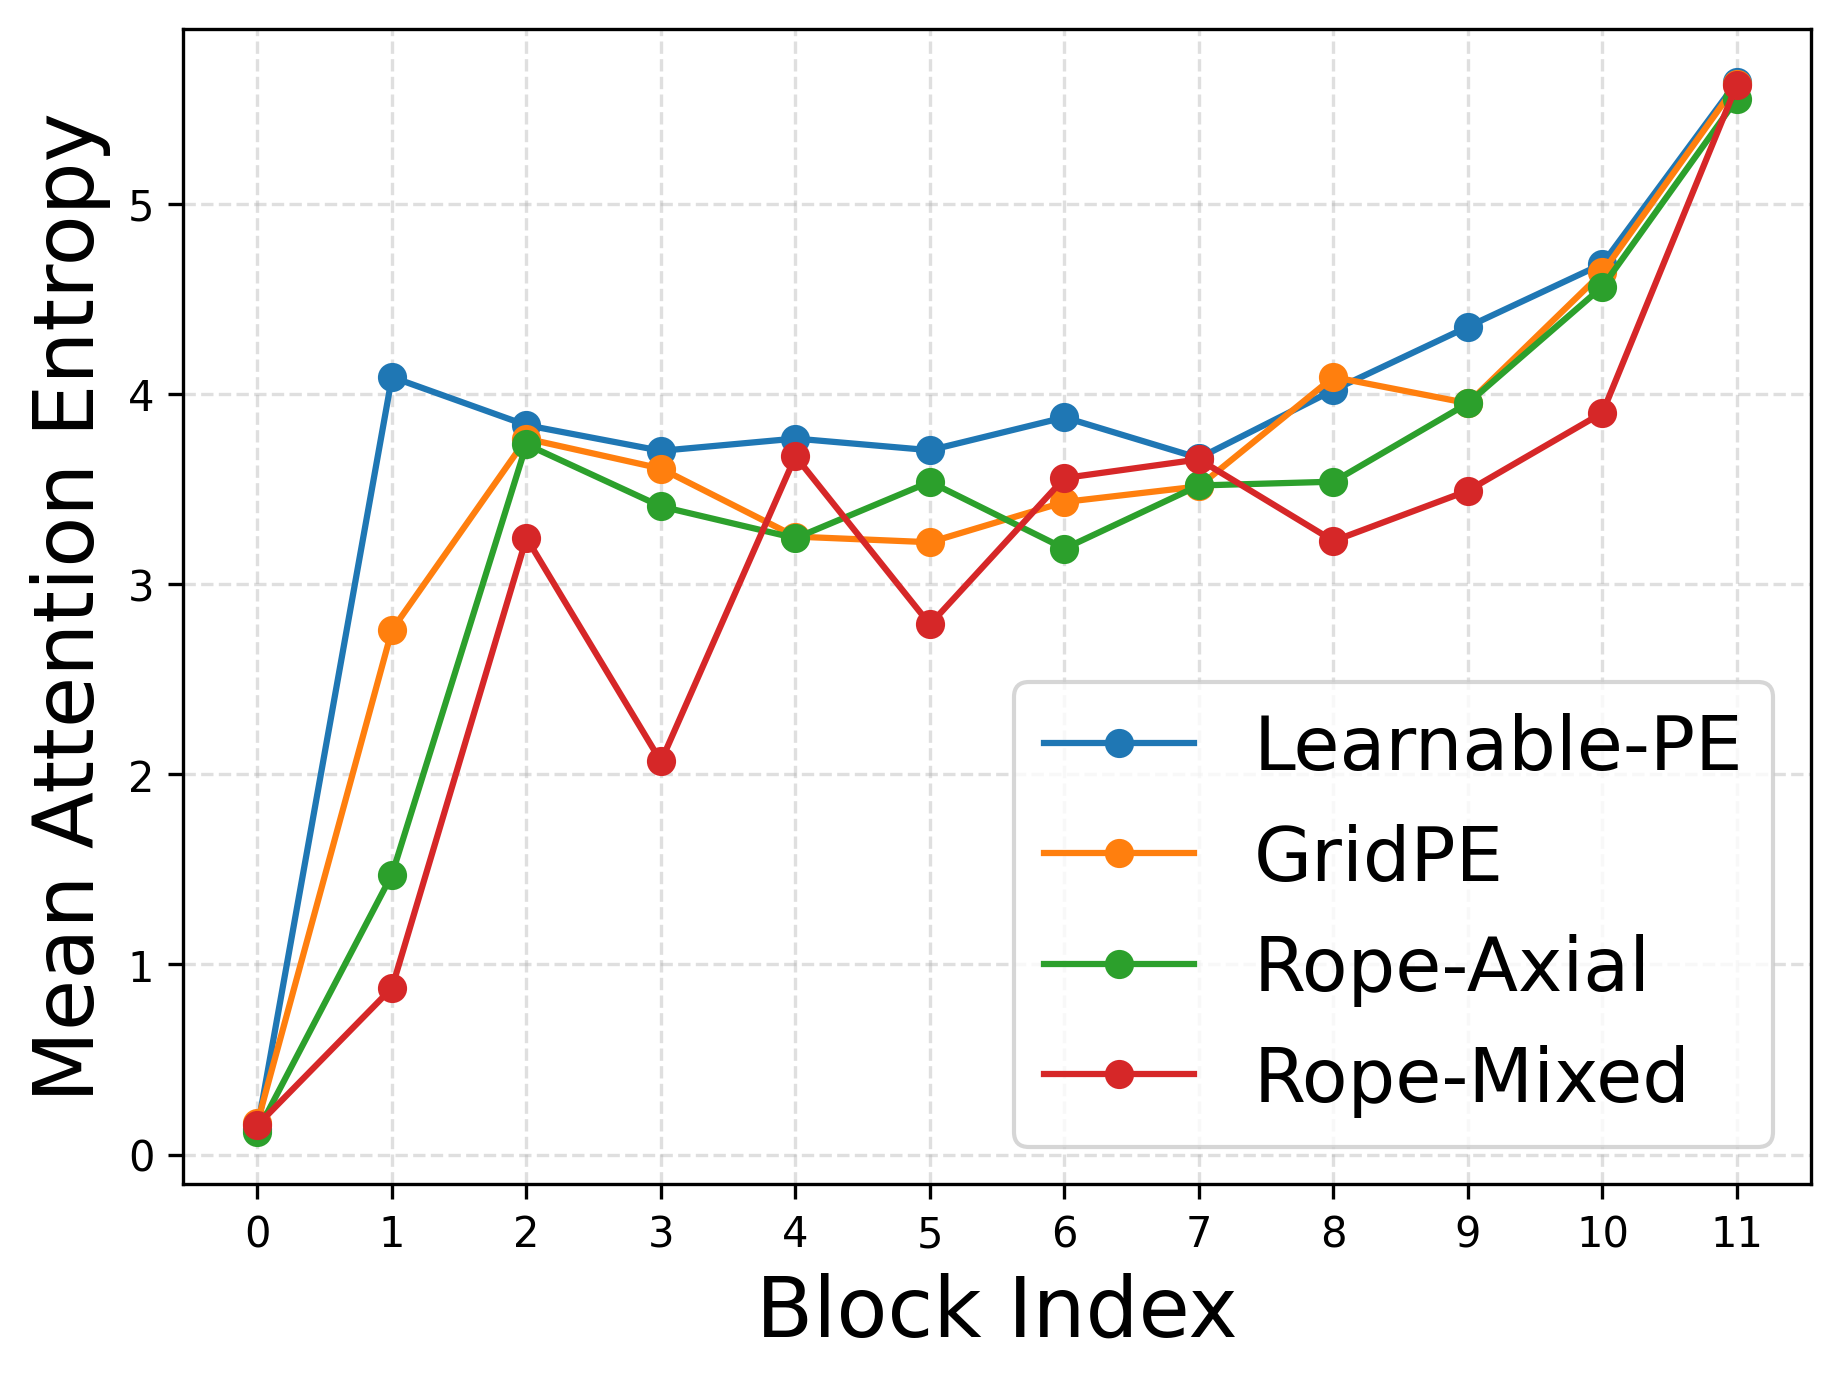 Mean Attention Entropy
5
4
3
2
1
0
Learnable-PE
GridPE
Rope-Axial
Rope-Mixed
0 1 2 3 4 5 6 7 8 9 10 11
Block Index